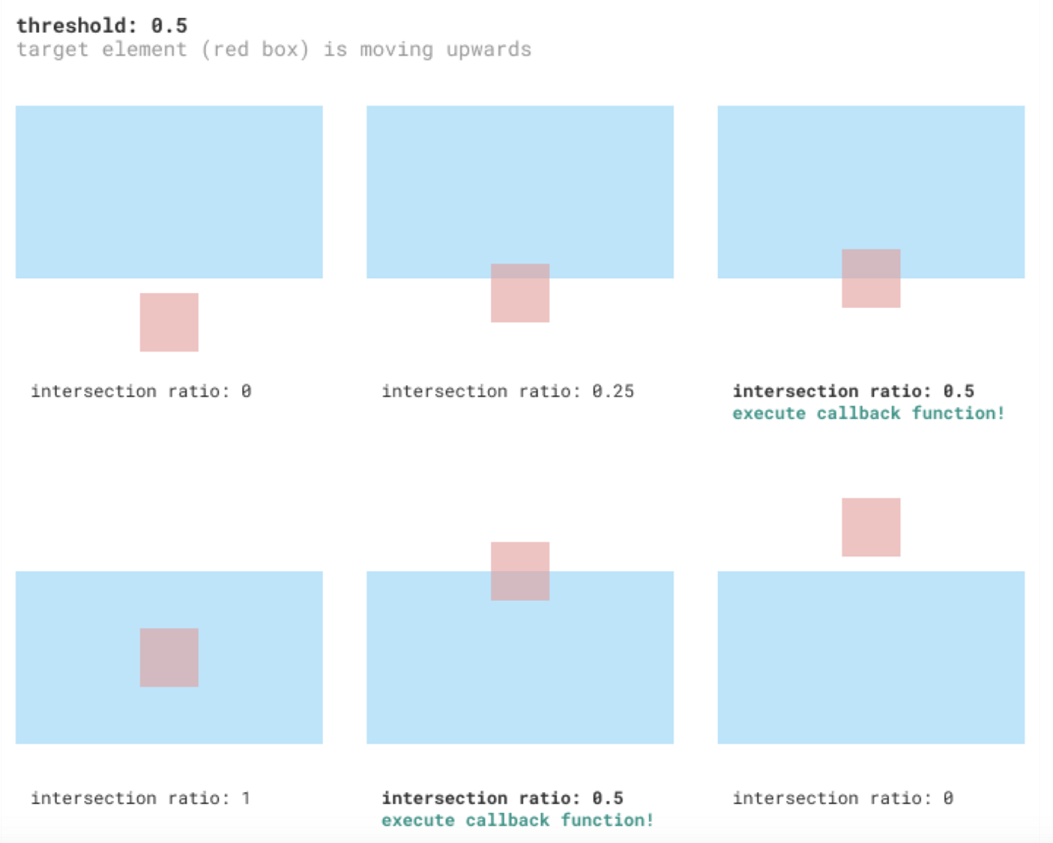 threshold: 0.5
target element (red box) is moving upwards
intersection ratio: 0
intersection ratio: 0.25
intersection ratio: 0.5
execute callback function!
intersection ratio: 1
intersection ratio: 0.5
execute callback function!
intersection ratio: 0